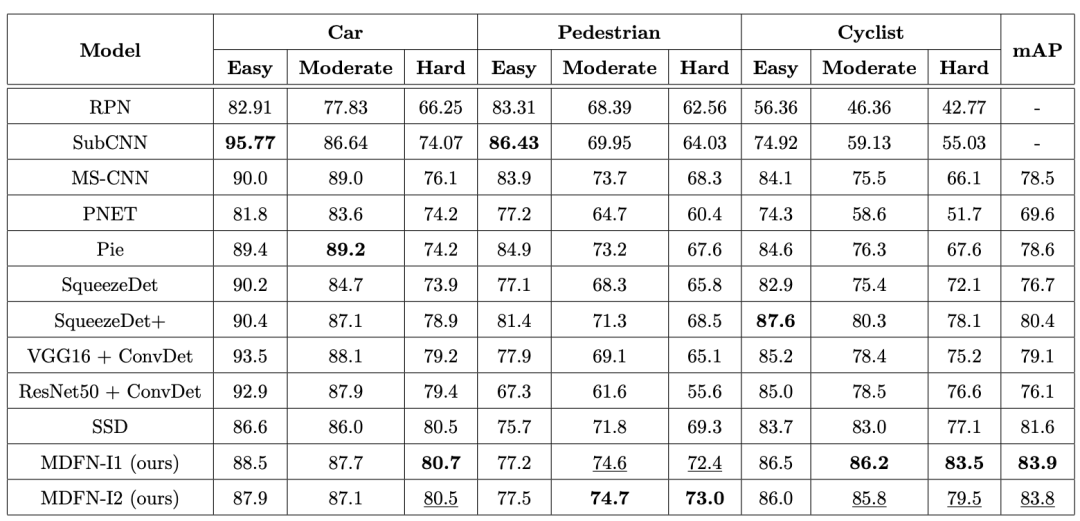 Model Car Pedestrian Cyclist mAP
Easy Moderate Hard Easy Moderate Hard Easy Moderate Hard
RPN 82.91 77.83 66.25 83.31 68.39 62.56 56.36 46.36 42.77 -
SubCNN 95.77 86.64 74.07 86.43 69.95 64.03 74.92 59.13 55.03 -
MS-CNN 90.0 89.0 76.1 83.9 73.7 68.3 84.1 75.5 66.1 78.5
PNET 81.8 83.6 74.2 77.2 64.7 60.4 74.3 58.6 51.7 69.6
Pie 89.4 89.2 74.2 84.9 73.2 67.6 84.6 76.3 67.6 78.6
SqueezeDet 90.2 84.7 73.9 77.1 68.3 65.8 82.9 75.4 72.1 76.7
SqueezeDet+ 90.4 87.1 78.9 81.4 71.3 68.5 87.6 80.3 78.1 80.4
VGG16 + ConvDet 93.5 88.1 79.2 77.9 69.1 65.1 85.2 78.4 75.2 79.1
ResNet50 + ConvDet 92.9 87.9 79.4 67.3 61.6 55.6 85.0 78.5 76.6 76.1
SSD 86.6 86.0 80.5 75.7 71.8 69.3 83.7 83.0 77.1 81.6
MDFN-I1 (ours) 88.5 87.7 80.7 77.2 74.6 72.4 86.5 86.2 83.5 83.9
MDFN-I2 (ours) 87.9 87.1 80.5 77.5 74.7 73.0 86.0 85.8 79.5 83.8